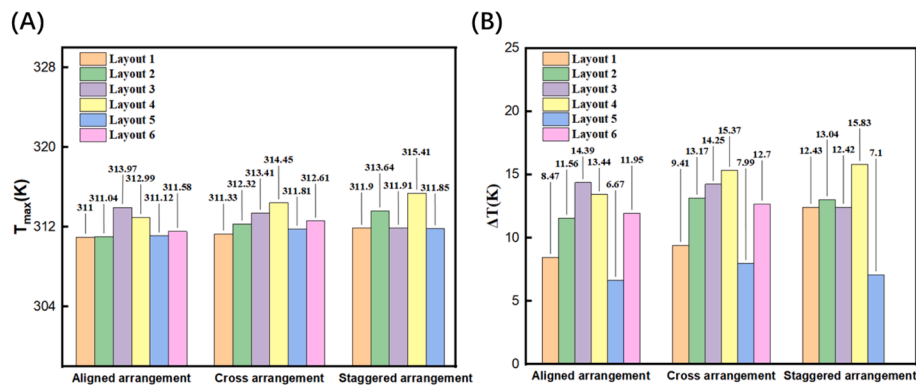 (A)
T_max(K)
328
320
312
304
Layout 1
Layout 2
Layout 3
Layout 4
Layout 5
Layout 6
311
311.04
313.97
312.99
311.12
311.58
311.33
312.32
313.41
314.45
311.81
312.61
311.9
313.64
311.91
315.41
311.85
Aligned arrangement
Cross arrangement
Staggered arrangement
(B)
ΔT(K)
25
20
15
10
5
0
Layout 1
Layout 2
Layout 3
Layout 4
Layout 5
Layout 6
8.47
11.56
14.39
13.44
6.67
11.95
9.41
13.17
14.25
15.37
7.99
12.7
12.43
13.04
12.42
15.83
7.1
Aligned arrangement
Cross arrangement
Staggered arrangement